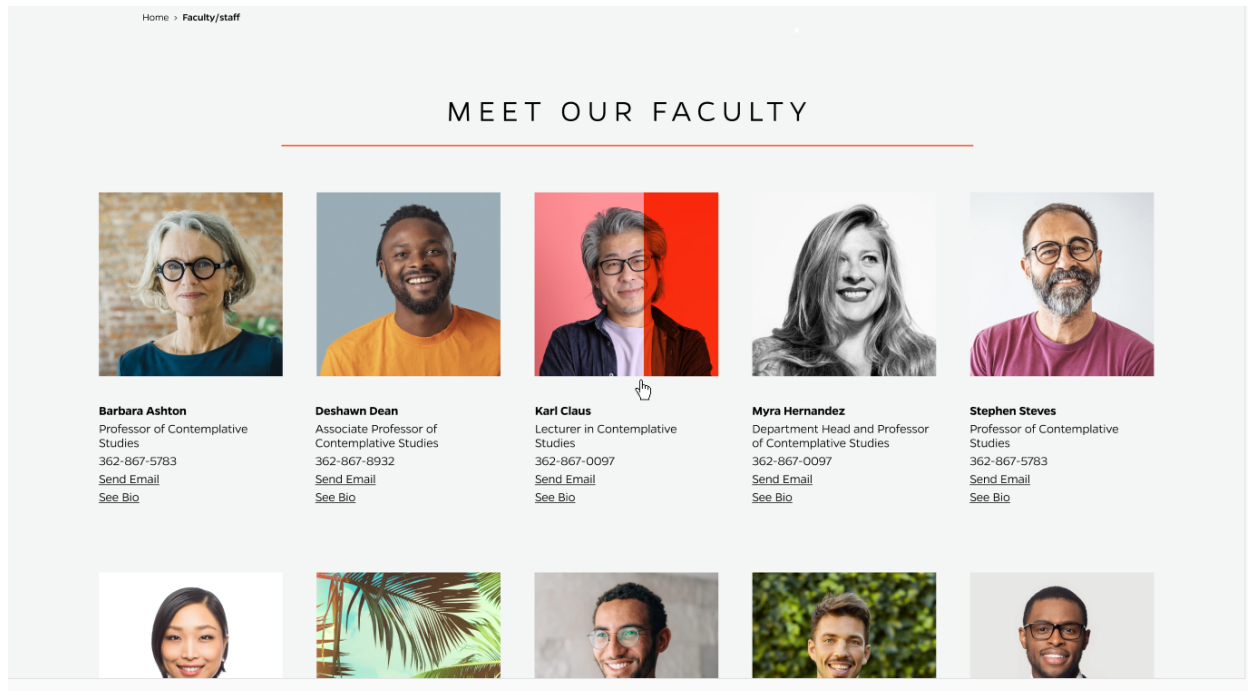 Home > Faculty/staff
MEET OUR FACULTY
Barbara Ashton
Professor of Contemplative
Studies
362-867-5783
Send Email
See Bio
Deshawn Dean
Associate Professor of
Contemplative Studies
362-867-8932
Send Email
See Bio
Karl Claus
Lecturer in Contemplative
Studies
362-867-0097
Send Email
See Bio
Myra Hernandez
Department Head and Professor
of Contemplative Studies
362-867-0097
Send Email
See Bio
Stephen Steves
Professor of Contemplative
Studies
362-867-5783
Send Email
See Bio